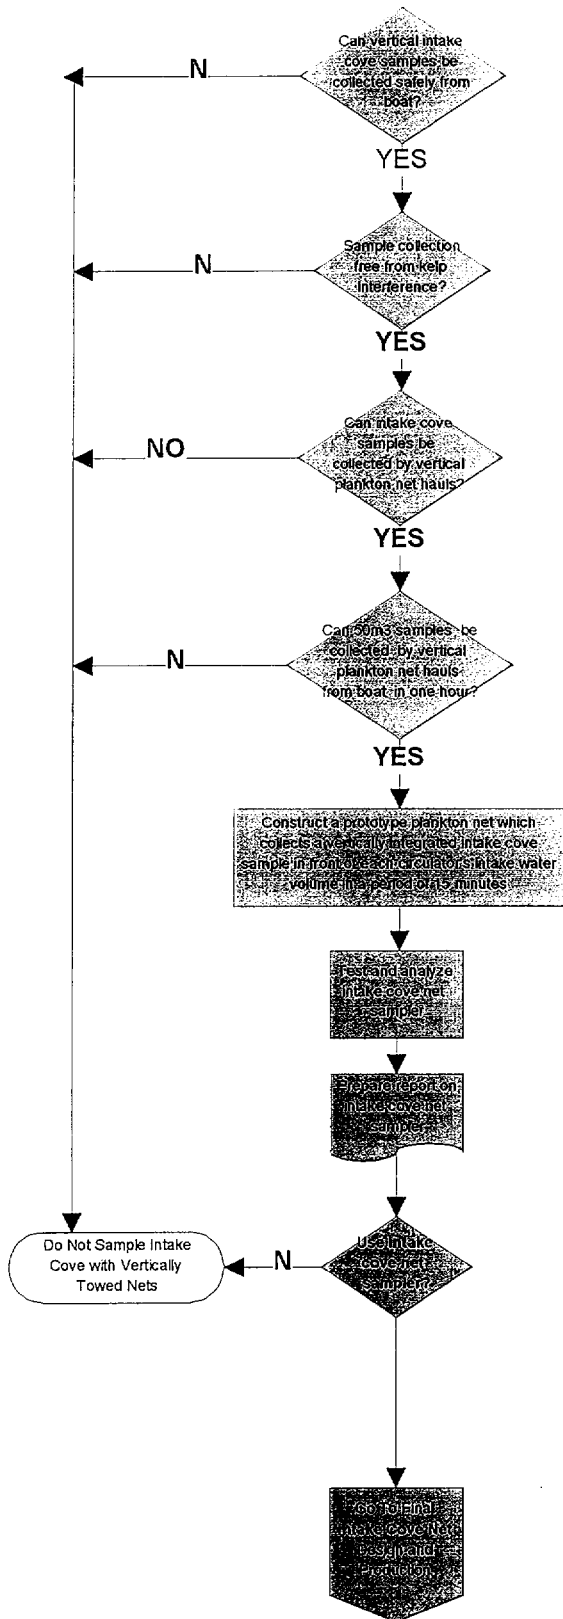 Can vertical intake
cove samples be
collected safely from
boat?
N
YES
Sample collection
free from kelp
interference?
N
YES
Can intake cove
samples be
collected by vertical
plankton net hauls?
NO
YES
Can 50m3 samples be
collected by vertical
plankton net hauls
from boat in one hour?
N
YES
Construct a prototype plankton net which
collects a vertically integrated intake cove
sample in front of each circulator's intake water
volume in a period of 15 minutes
Test and analyze
intake cove net
sampler
Prepare report on
intake cove net
sampler
Use intake
cove net
sampler?
N
Do Not Sample Intake
Cove with Vertically
Towed Nets
Go To Final
Intake Cove Net
Design and
Production